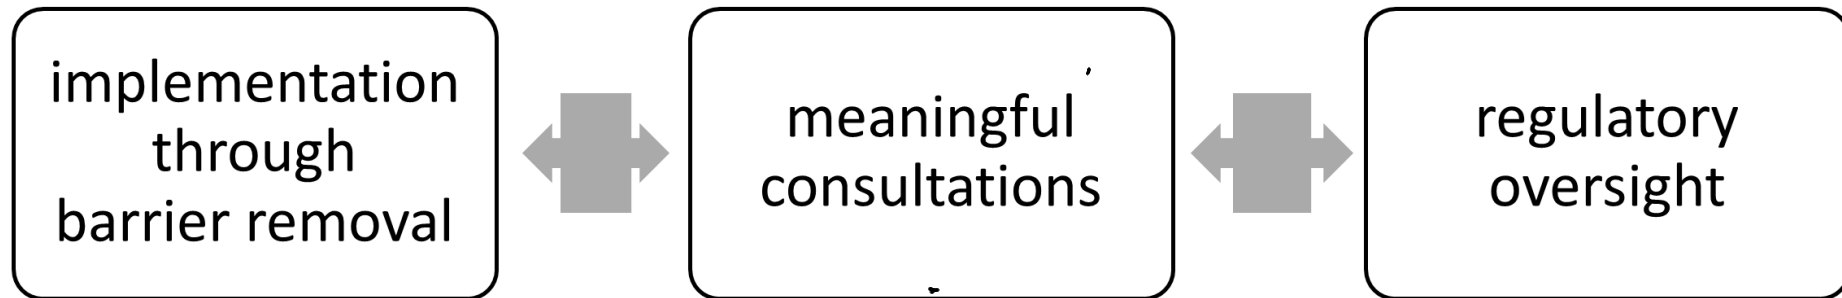 implementation
through
barrier removal
meaningful
consultations
regulatory
oversight